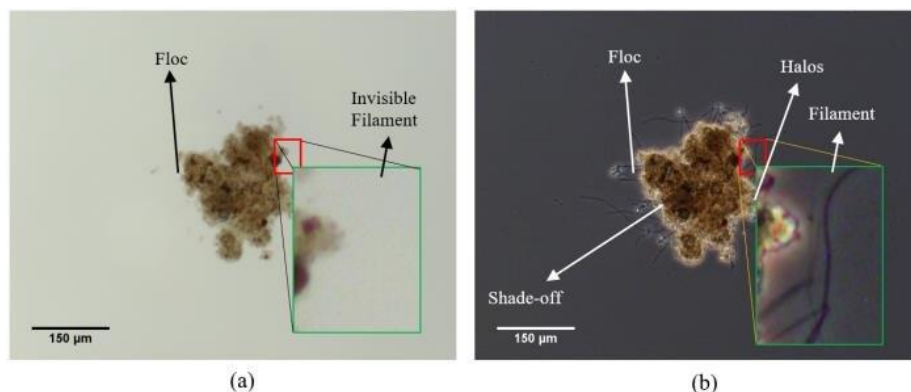 Floc
Invisible
Filament
150 µm
(a)
Floc
Halos
Filament
Shade-off
150 µm
(b)